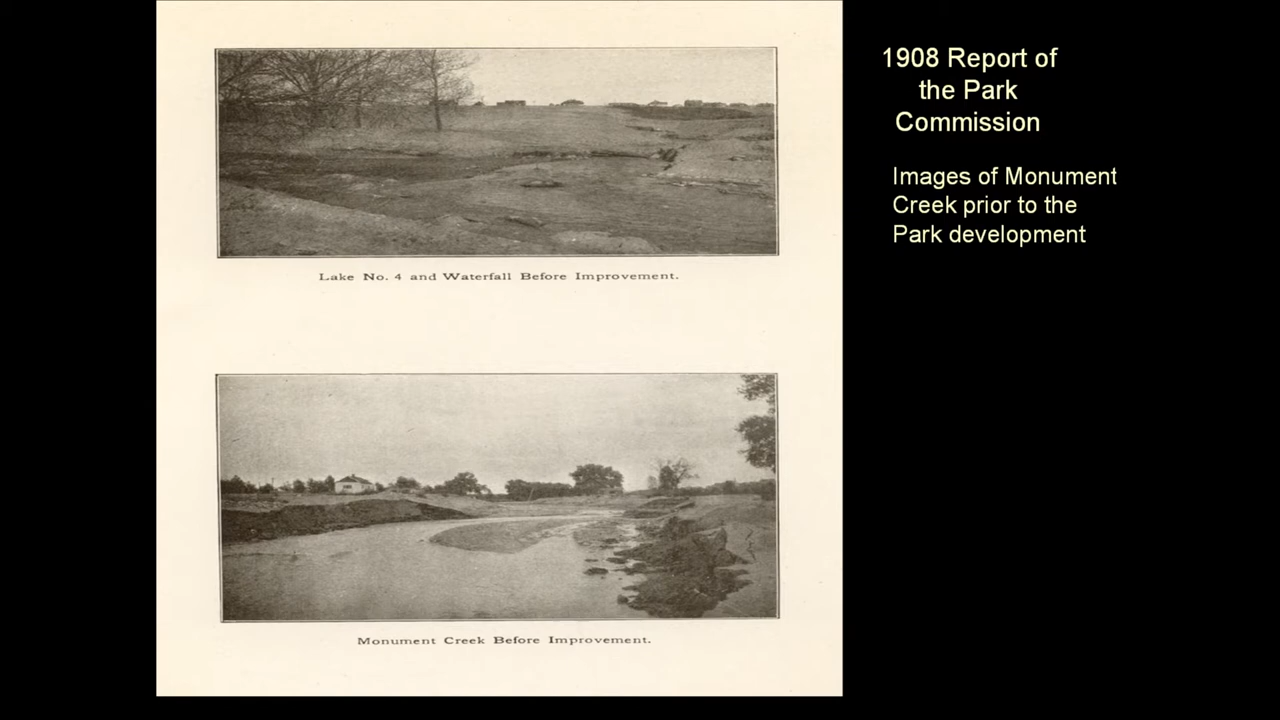 1908 Report of
the Park
Commission
Images of Monument
Creek prior to the
Park development
Lake No. 4 and Waterfall Before Improvement.
Monument Creek Before Improvement.